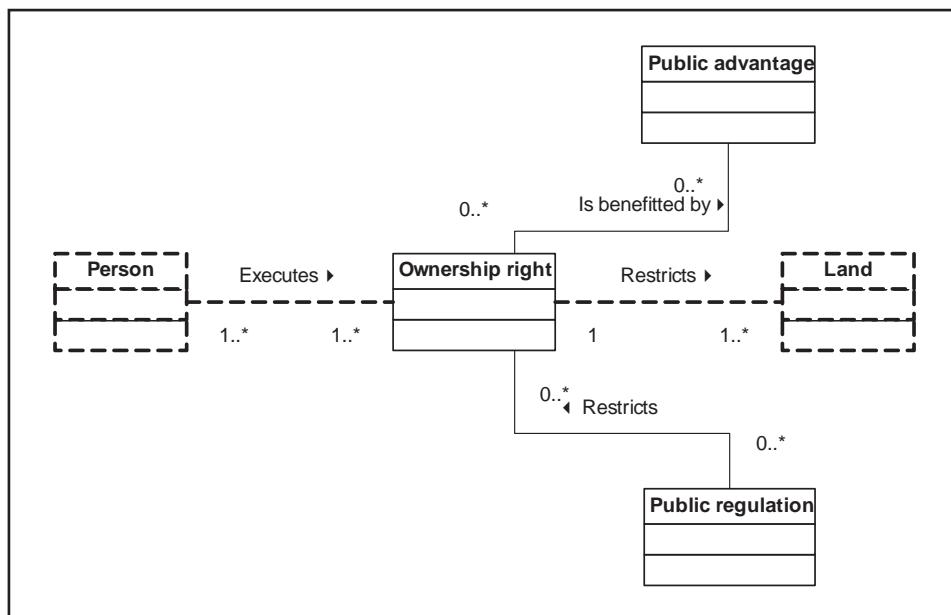 Public advantage
0..*
Is benefitted by
0..*
Person
Executes
Ownership right
Restricts
Land
1..*
1..*
1
1..*
0..*
Restricts
0..*
Public regulation